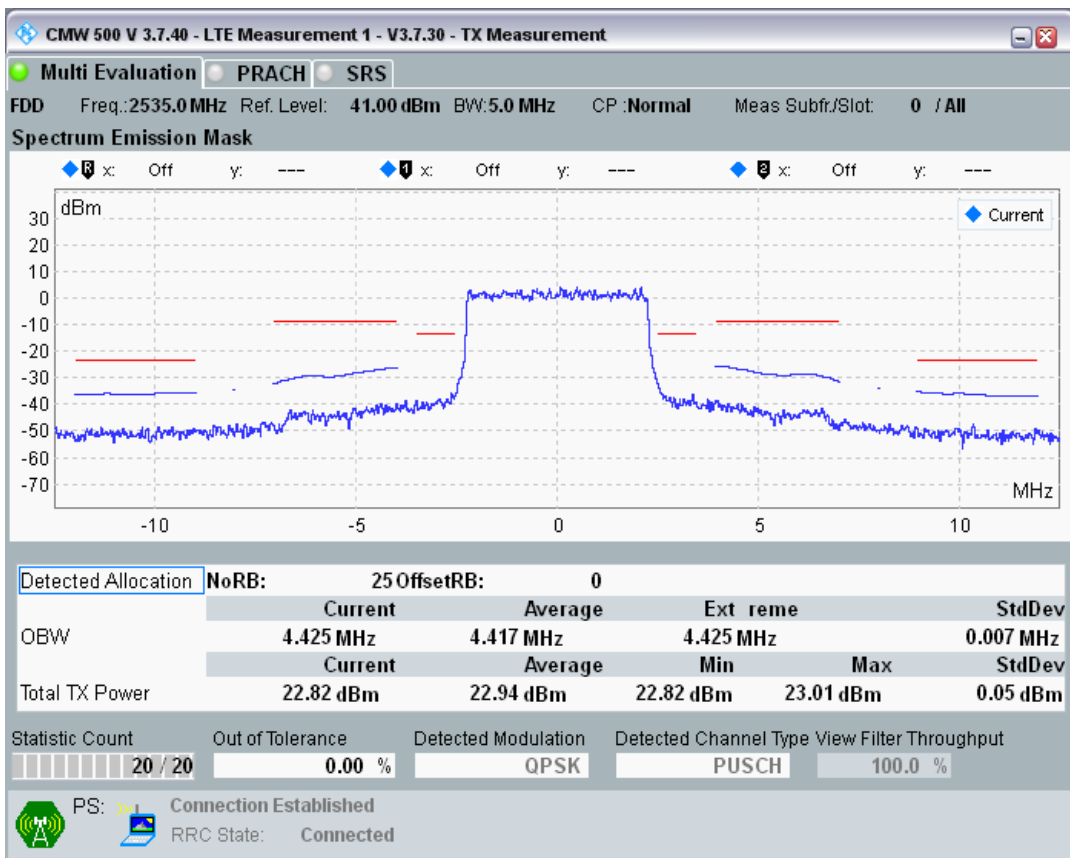 CMW 500 V 3.7.40 - LTE Measurement 1 - V3.7.30 - TX Measurement
Multi Evaluation PRACH SRS
FDD Freq.:2535.0 MHz Ref. Level: 41.00 dBm BW:5.0 MHz CP :Normal Meas Subfr./Slot: 0 / All
Spectrum Emission Mask
R x: Off y: --- 1 x: Off y: --- 2 x: Off y: ---
dBm
Current
30
20
10
0
-10
-20
-30
-40
-50
-60
-70
MHz
-10 -5 0 5 10
Detected Allocation NoRB: 25 OffsetRB: 0
Current Average Ext reme StdDev
OBW 4.425 MHz 4.417 MHz 4.425 MHz 0.007 MHz
Current Average Min Max StdDev
Total TX Power 22.82 dBm 22.94 dBm 22.82 dBm 23.01 dBm 0.05 dBm
Statistic Count Out of Tolerance Detected Modulation Detected Channel Type View Filter Throughput
20 / 20 0.00 % QPSK PUSCH 100.0 %
PS: Connection Established
RRC State: Connected